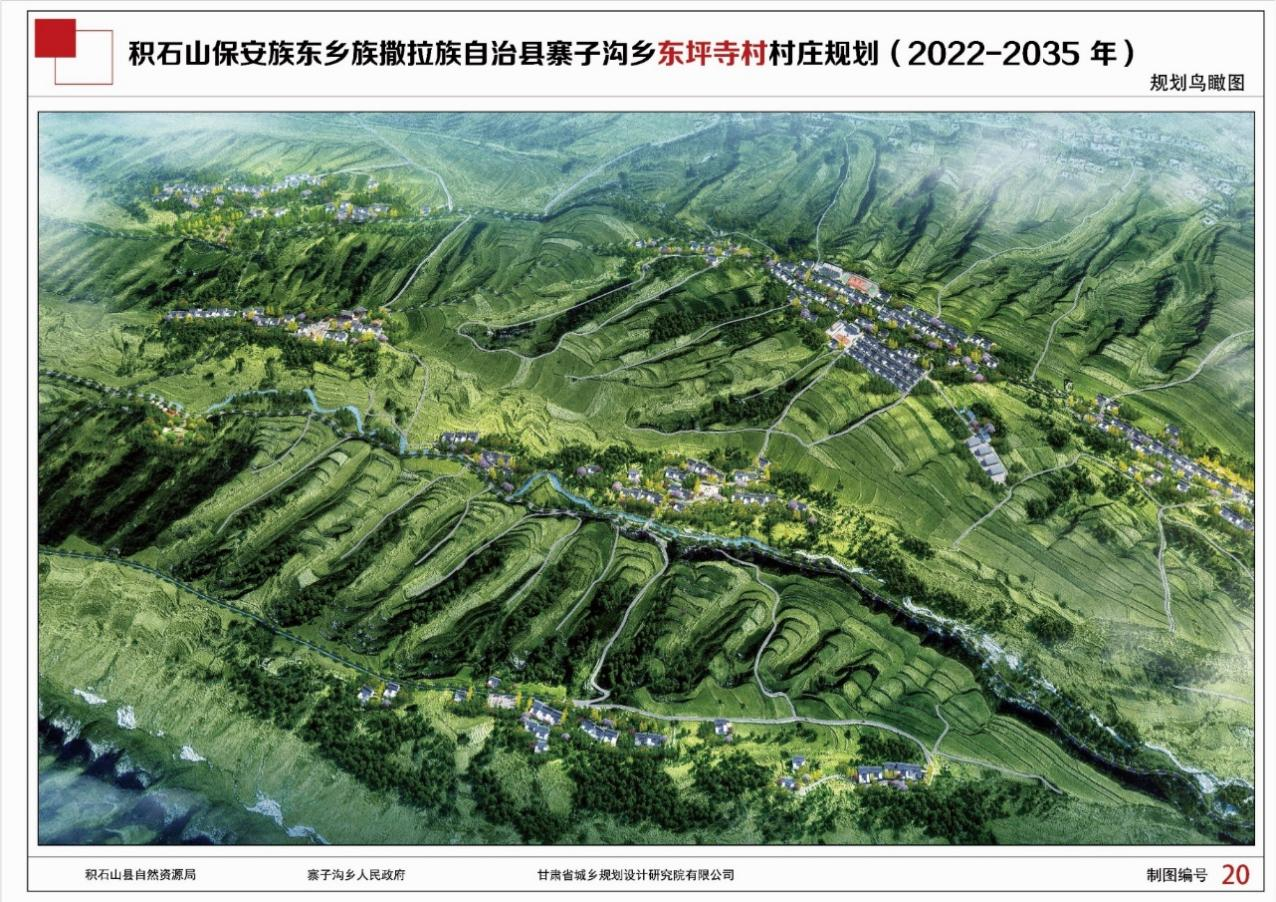 积石山保安族东乡族撒拉族自治县寨子沟乡东坪寺村村庄规划（2022-2035 年）
规划鸟瞰图
积石山县自然资源局 寨子沟乡人民政府 甘肃省城乡规划设计研究院有限公司 制图编号 20